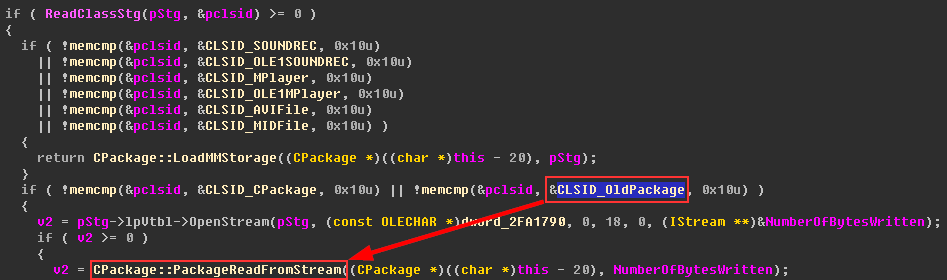 if ( ReadClassStg(pStg, &pclsid) >= 0 )
{
if ( !memcmp(&pclsid, &CLSID_SOUNDREC, 0x10u)
|| !memcmp(&pclsid, &CLSID_OLE1SOUNDREC, 0x10u)
|| !memcmp(&pclsid, &CLSID_MPlayer, 0x10u)
|| !memcmp(&pclsid, &CLSID_OLE1MPlayer, 0x10u)
|| !memcmp(&pclsid, &CLSID_AVIFile, 0x10u)
|| !memcmp(&pclsid, &CLSID_MIDFile, 0x10u) )
{
return CPackage::LoadMMStorage((CPackage *)((char *)this - 20), pStg);
}
if ( !memcmp(&pclsid, &CLSID_CPackage, 0x10u) || !memcmp(&pclsid, &CLSID_OldPackage, 0x10u) )
{
v2 = pStg->lpVtbl->OpenStream(pStg, (const OLECHAR *)dword_2FA1790, 0, 18, 0, (IStream **)&NumberOfBytesWritten);
if ( v2 >= 0 )
{
v2 = CPackage::PackageReadFromStream((CPackage *)((char *)this - 20), NumberOfBytesWritten);